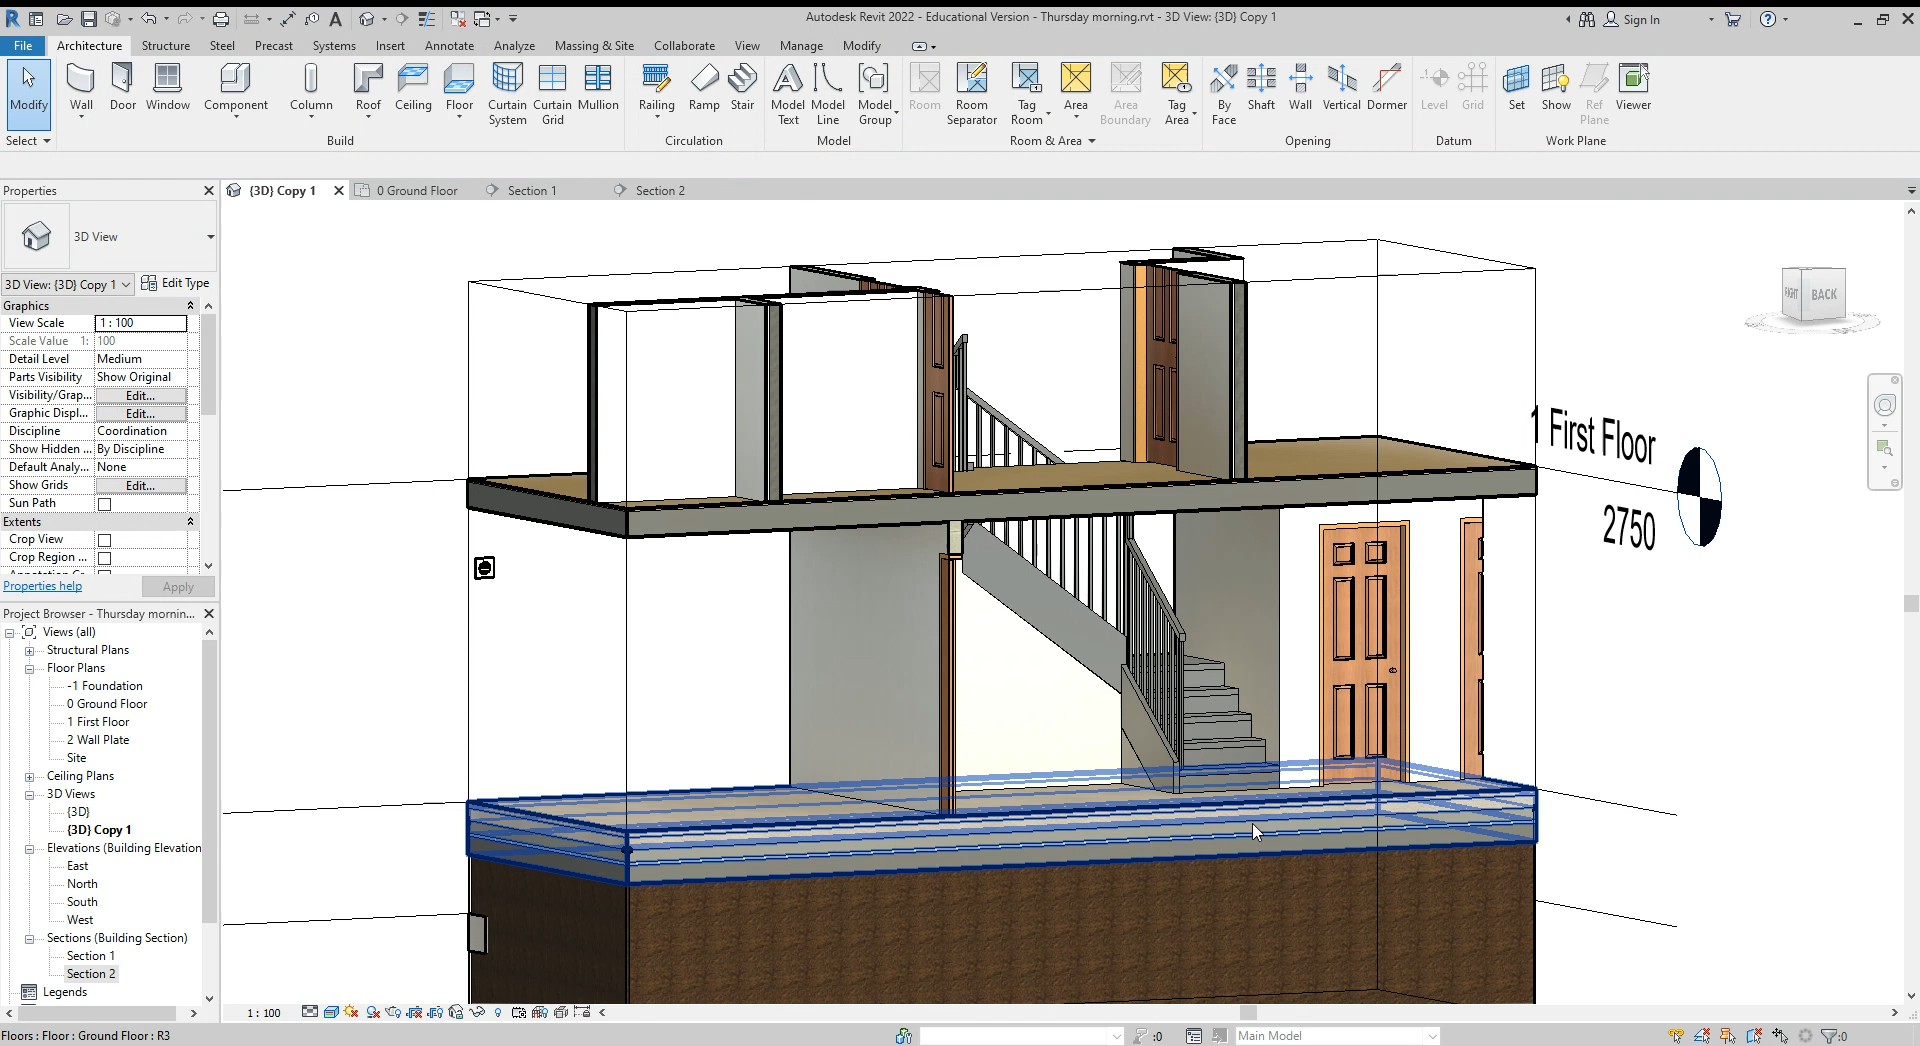 Autodesk Revit 2022 - Educational Version - Thursday morning.rvt - 3D View: {3D} Copy 1
Sign In
File Architecture Structure Steel Precast Systems Insert Annotate Analyze Massing & Site Collaborate View Manage Modify
Modify
Wall
Door
Window
Component
Column
Roof
Ceiling
Floor
Curtain System
Curtain Grid
Mullion
Railing
Ramp
Stair
Model Text
Model Line
Model Group
Room
Room Separator
Tag Room
Area
Area Boundary
Tag Area
By Face
Shaft
Wall
Vertical
Dormer
Level
Grid
Set
Show
Ref Plane
Viewer
Select Build Circulation Model Room & Area Opening Datum Work Plane
Properties
{3D} Copy 1 0 Ground Floor Section 1 Section 2
3D View
3D View: {3D} Copy 1 Edit Type
Graphics
View Scale 1 : 100
Scale Value 1: 100
Detail Level Medium
Parts Visibility Show Original
Visibility/Grap... Edit...
Graphic Displ... Edit...
Discipline Coordination
Show Hidden ... By Discipline
Default Analy... None
Show Grids Edit...
Sun Path
Extents
Crop View
Crop Region ...
Properties help Apply
Project Browser - Thursday mornin...
Views (all)
Structural Plans
Floor Plans
-1 Foundation
0 Ground Floor
1 First Floor
2 Wall Plate
Site
Ceiling Plans
3D Views
{3D}
{3D} Copy 1
Elevations (Building Elevation
East
North
South
West
Sections (Building Section)
Section 1
Section 2
Legends
RIGHT BACK
1 First Floor
2750
1 : 100
Floors : Floor : Ground Floor : R3
:0
Main Model
:0